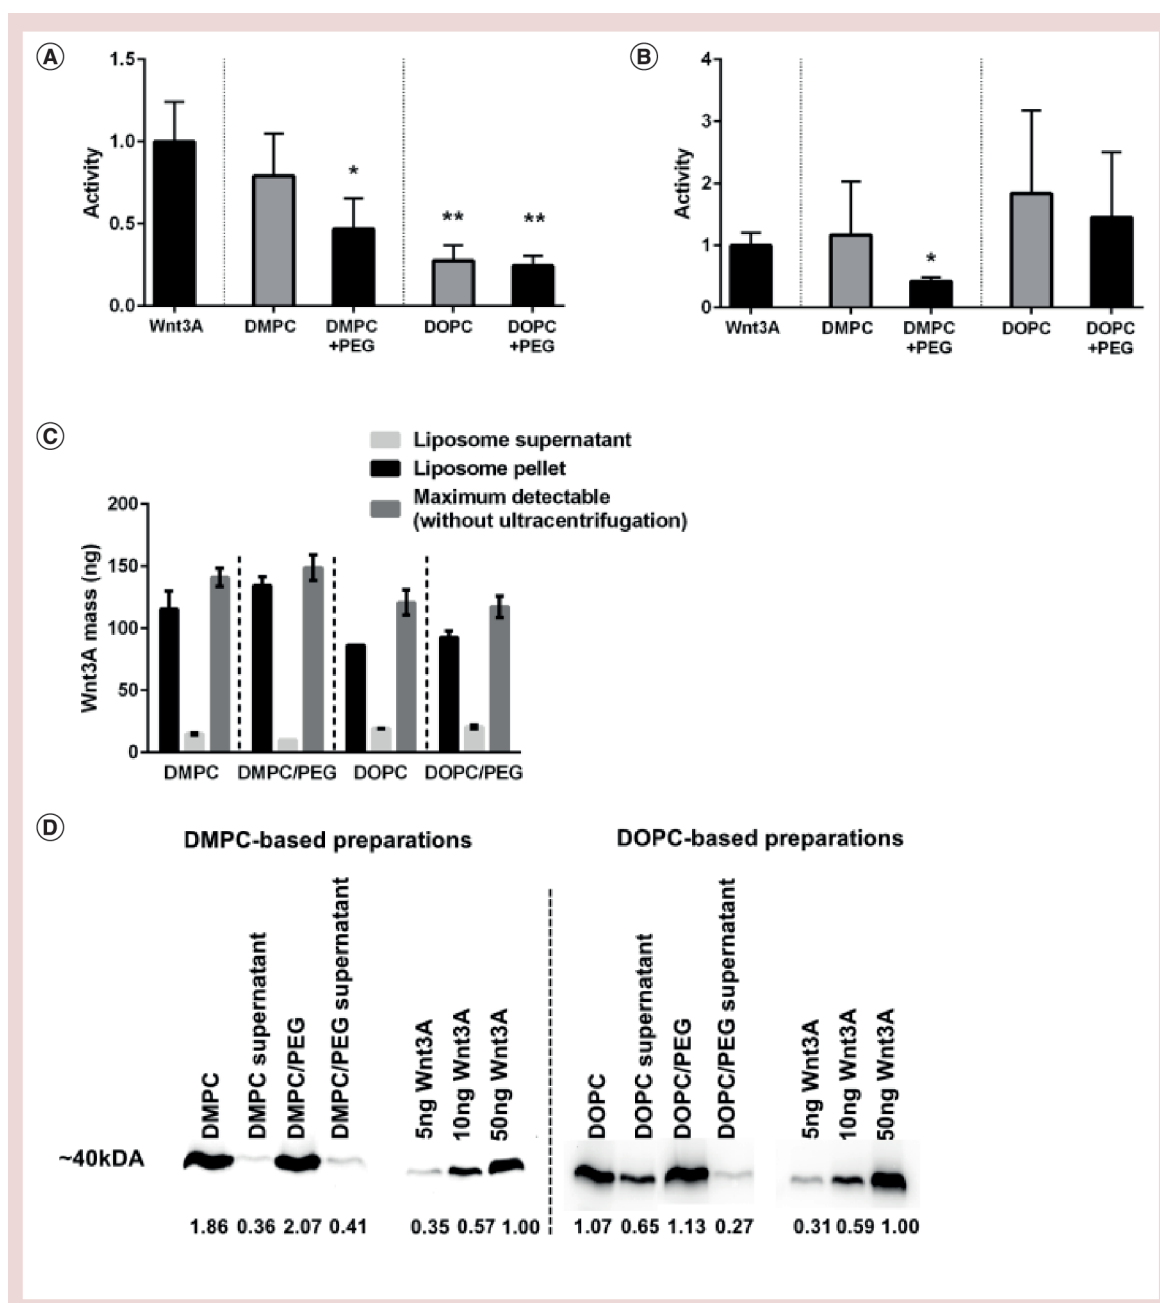 A
1.5
1.0
0.5
0.0
Activity
*
**
**
Wnt3A
DMPC
DMPC
+PEG
DOPC
DOPC
+PEG
B
4
3
2
1
0
Activity
*
Wnt3A
DMPC
DMPC
+PEG
DOPC
DOPC
+PEG
C
Liposome supernatant
Liposome pellet
Maximum detectable
(without ultracentrifugation)
200
150
100
50
0
Wnt3A mass (ng)
DMPC
DMPC/PEG
DOPC
DOPC/PEG
D
DMPC-based preparations
DOPC-based preparations
DMPC
DMPC supernatant
DMPC/PEG
DMPC/PEG supernatant
5ng Wnt3A
10ng Wnt3A
50ng Wnt3A
DOPC
DOPC supernatant
DOPC/PEG
DOPC/PEG supernatant
5ng Wnt3A
10ng Wnt3A
50ng Wnt3A
~40kDA
1.86 0.36 2.07 0.41 0.35 0.57 1.00
1.07 0.65 1.13 0.27 0.31 0.59 1.00